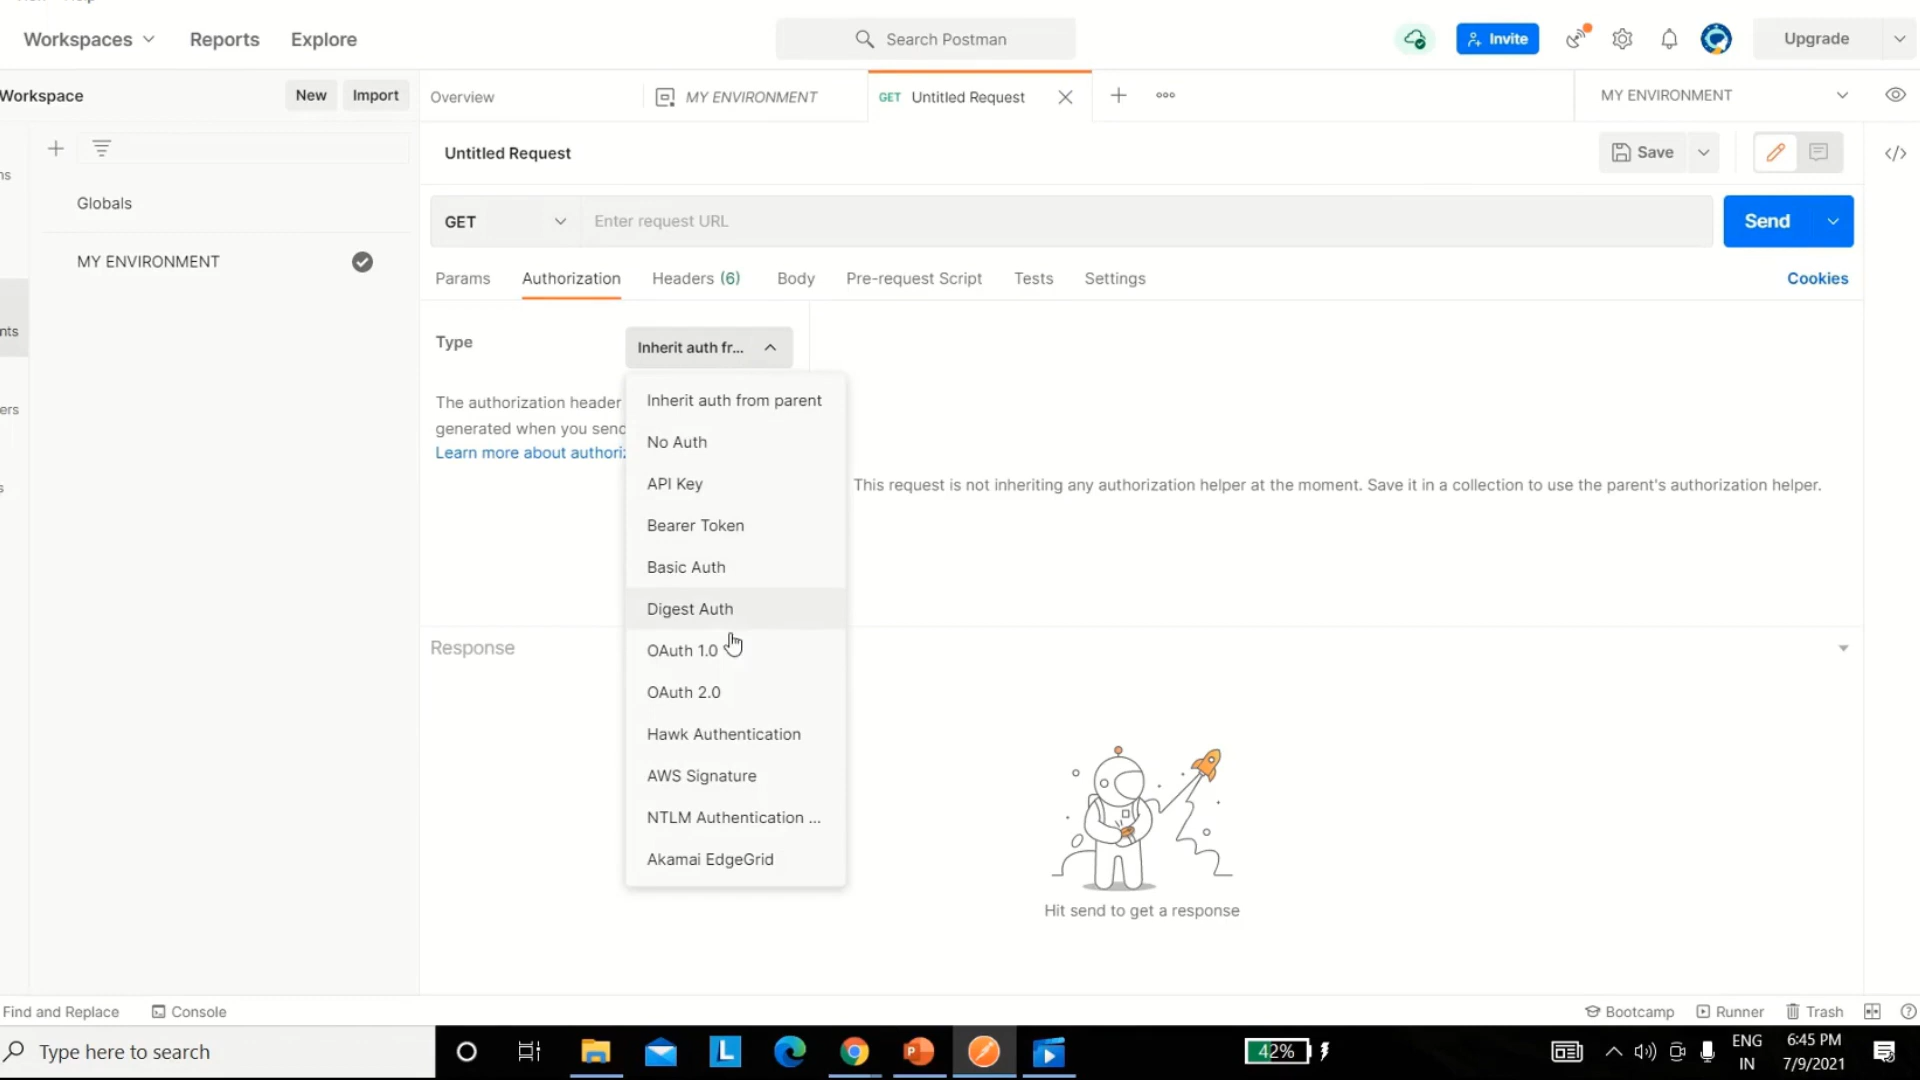 Workspaces
Reports
Explore
Search Postman
Invite
Upgrade
Workspace
New
Import
Overview
MY ENVIRONMENT
GET Untitled Request
MY ENVIRONMENT
Untitled Request
Save
Globals
GET
Enter request URL
Send
MY ENVIRONMENT
Params
Authorization
Headers (6)
Body
Pre-request Script
Tests
Settings
Cookies
nts
ers
Type
Inherit auth fr...
The authorization header
generated when you send
Learn more about authoriz
Inherit auth from parent
No Auth
API Key
Bearer Token
Basic Auth
Digest Auth
OAuth 1.0
OAuth 2.0
Hawk Authentication
AWS Signature
NTLM Authentication ...
Akamai EdgeGrid
This request is not inheriting any authorization helper at the moment. Save it in a collection to use the parent's authorization helper.
Response
Hit send to get a response
Find and Replace
Console
Bootcamp
Runner
Trash
Type here to search
L
42%
ENG
IN
6:45 PM
7/9/2021